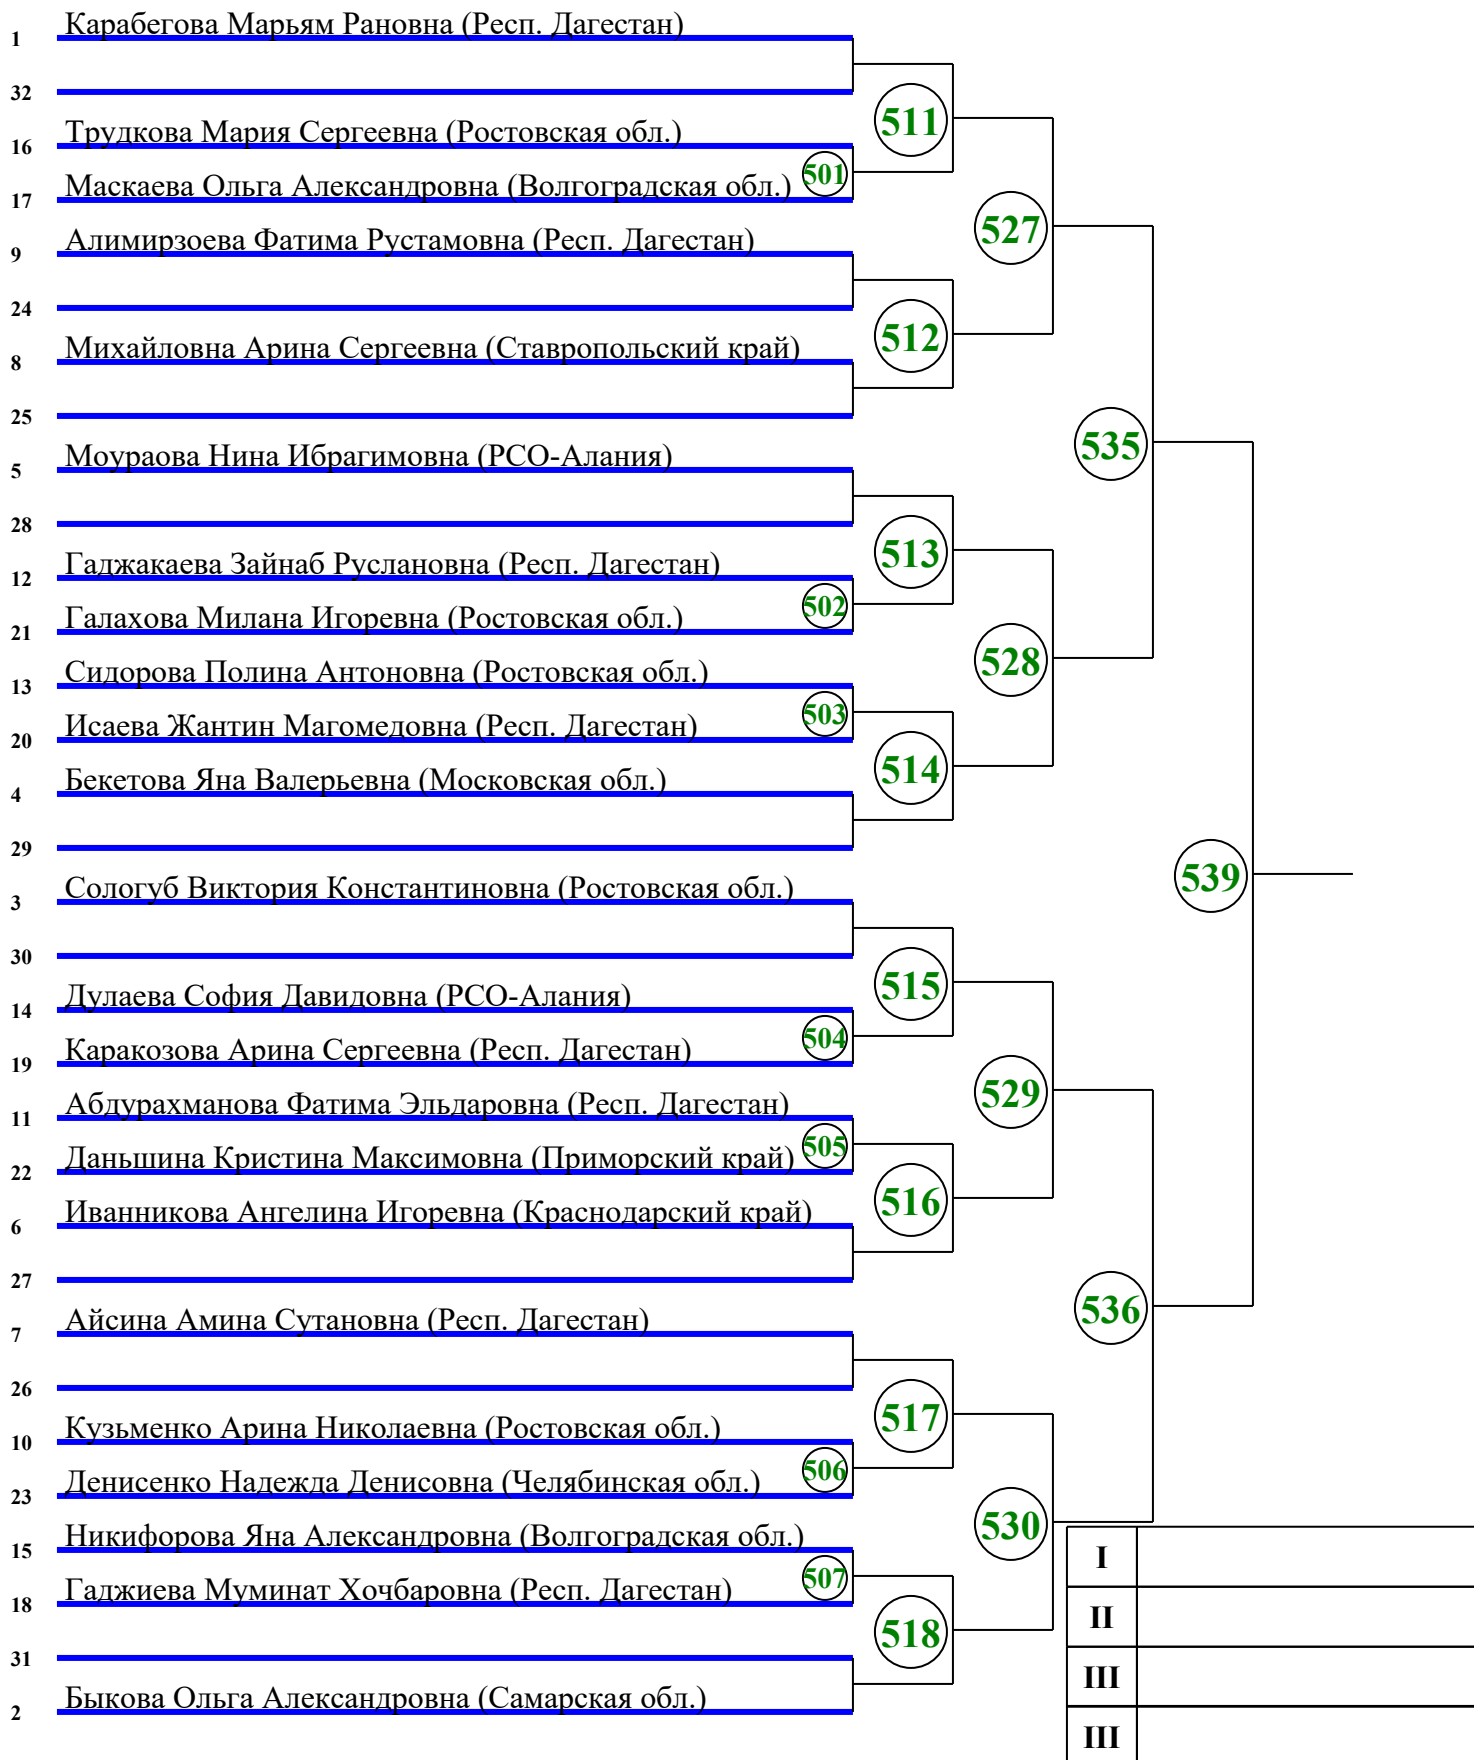 1 Карабегова Марьям Рановна (Респ. Дагестан)
32
511
16 Трудкова Мария Сергеевна (Ростовская обл.)
501
17 Маскаева Ольга Александровна (Волгоградская обл.)
527
9 Алимирзоева Фатима Рустамовна (Респ. Дагестан)
24
512
8 Михайловна Арина Сергеевна (Ставропольский край)
25
535
5 Моураова Нина Ибрагимовна (РСО-Алания)
28
513
12 Гаджакаева Зайнаб Руслановна (Респ. Дагестан)
502
21 Галахова Милана Игоревна (Ростовская обл.)
528
13 Сидорова Полина Антоновна (Ростовская обл.)
503
20 Исаева Жантин Магомедовна (Респ. Дагестан)
514
4 Бекетова Яна Валерьевна (Московская обл.)
29
539
3 Сологуб Виктория Константиновна (Ростовская обл.)
30
515
14 Дулаева София Давидовна (РСО-Алания)
504
19 Каракозова Арина Сергеевна (Респ. Дагестан)
529
11 Абдурахманова Фатима Эльдаровна (Респ. Дагестан)
505
22 Даньшина Кристина Максимовна (Приморский край)
516
6 Иванникова Ангелина Игоревна (Краснодарский край)
27
536
7 Айсина Амина Сутановна (Респ. Дагестан)
26
517
10 Кузьменко Арина Николаевна (Ростовская обл.)
506
23 Денисенко Надежда Денисовна (Челябинская обл.)
530
15 Никифорова Яна Александровна (Волгоградская обл.)
I
507
18 Гаджиева Муминат Хочбаровна (Респ. Дагестан)
II
518
31
III
2 Быкова Ольга Александровна (Самарская обл.)
III